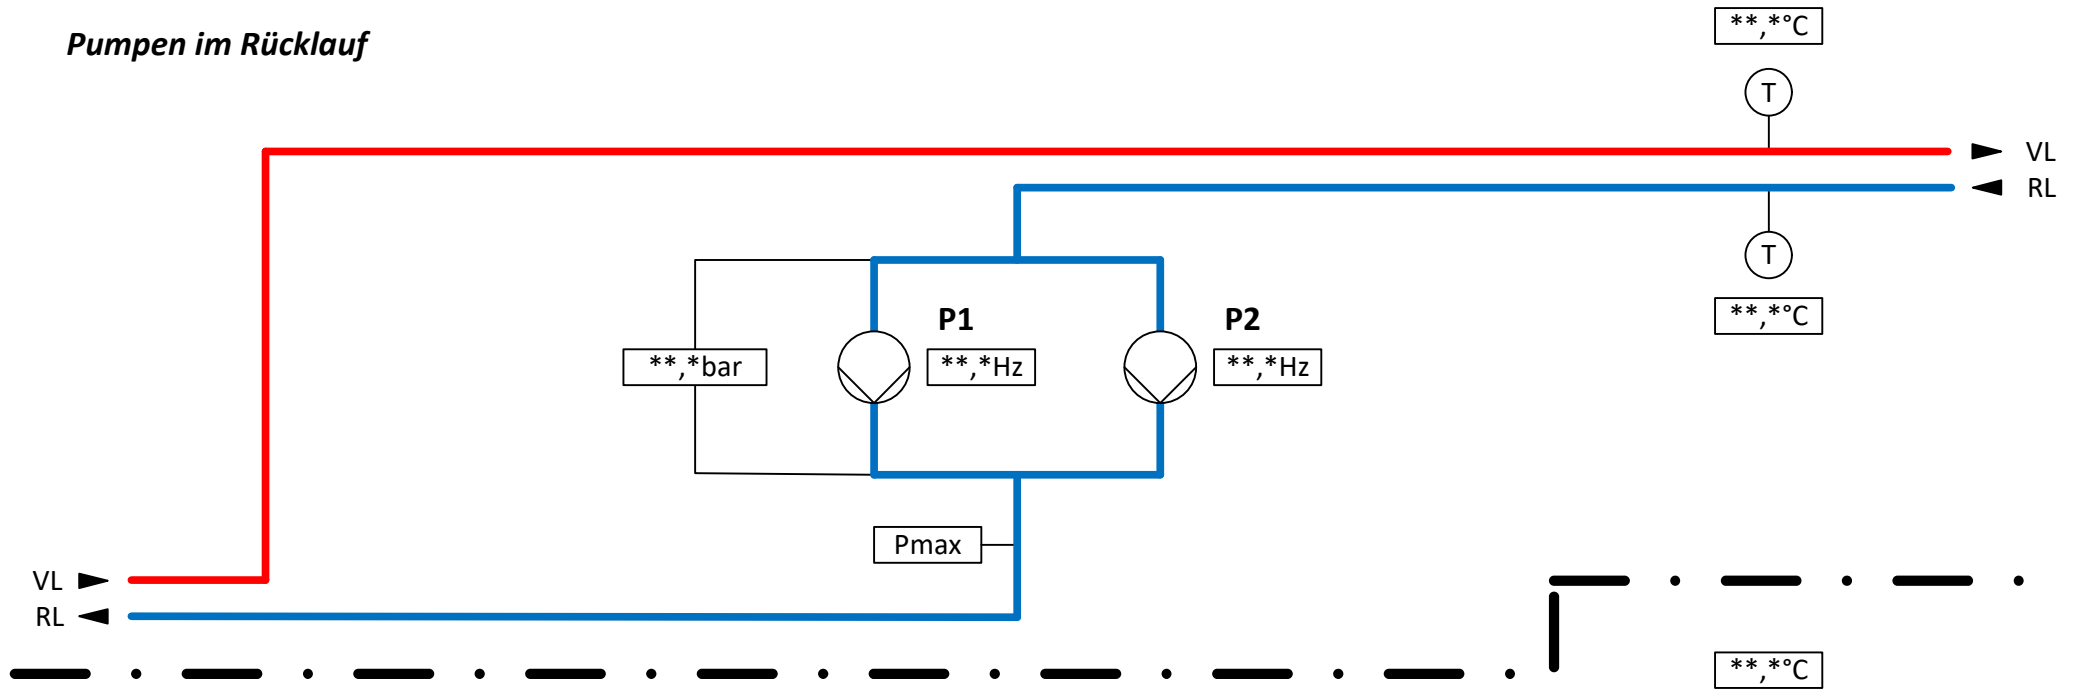 **,*°C
Pumpen im Rücklauf
T
VL
RL
T
P1
P2
**,*°C
**,*bar
**,*Hz
**,*Hz
Pmax
VL
RL
**,*°C